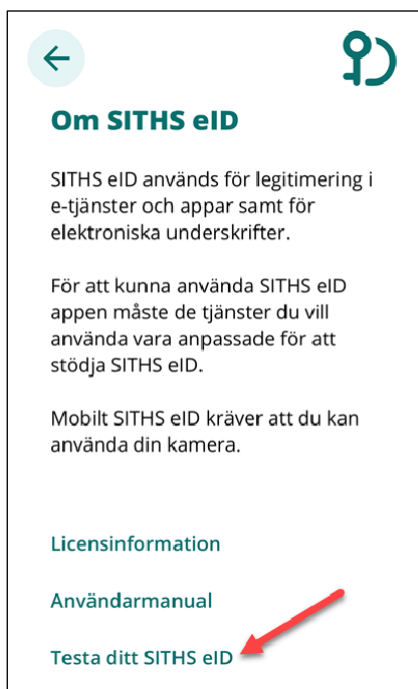 Om SITHS eID
SITHS eID används för legitimering i
e-tjänster och appar samt för
elektroniska underskrifter.
För att kunna använda SITHS eID
appen måste de tjänster du vill
använda vara anpassade för att
stödja SITHS eID.
Mobilt SITHS eID kräver att du kan
använda din kamera.
Licensinformation
Användarmanual
Testa ditt SITHS eID